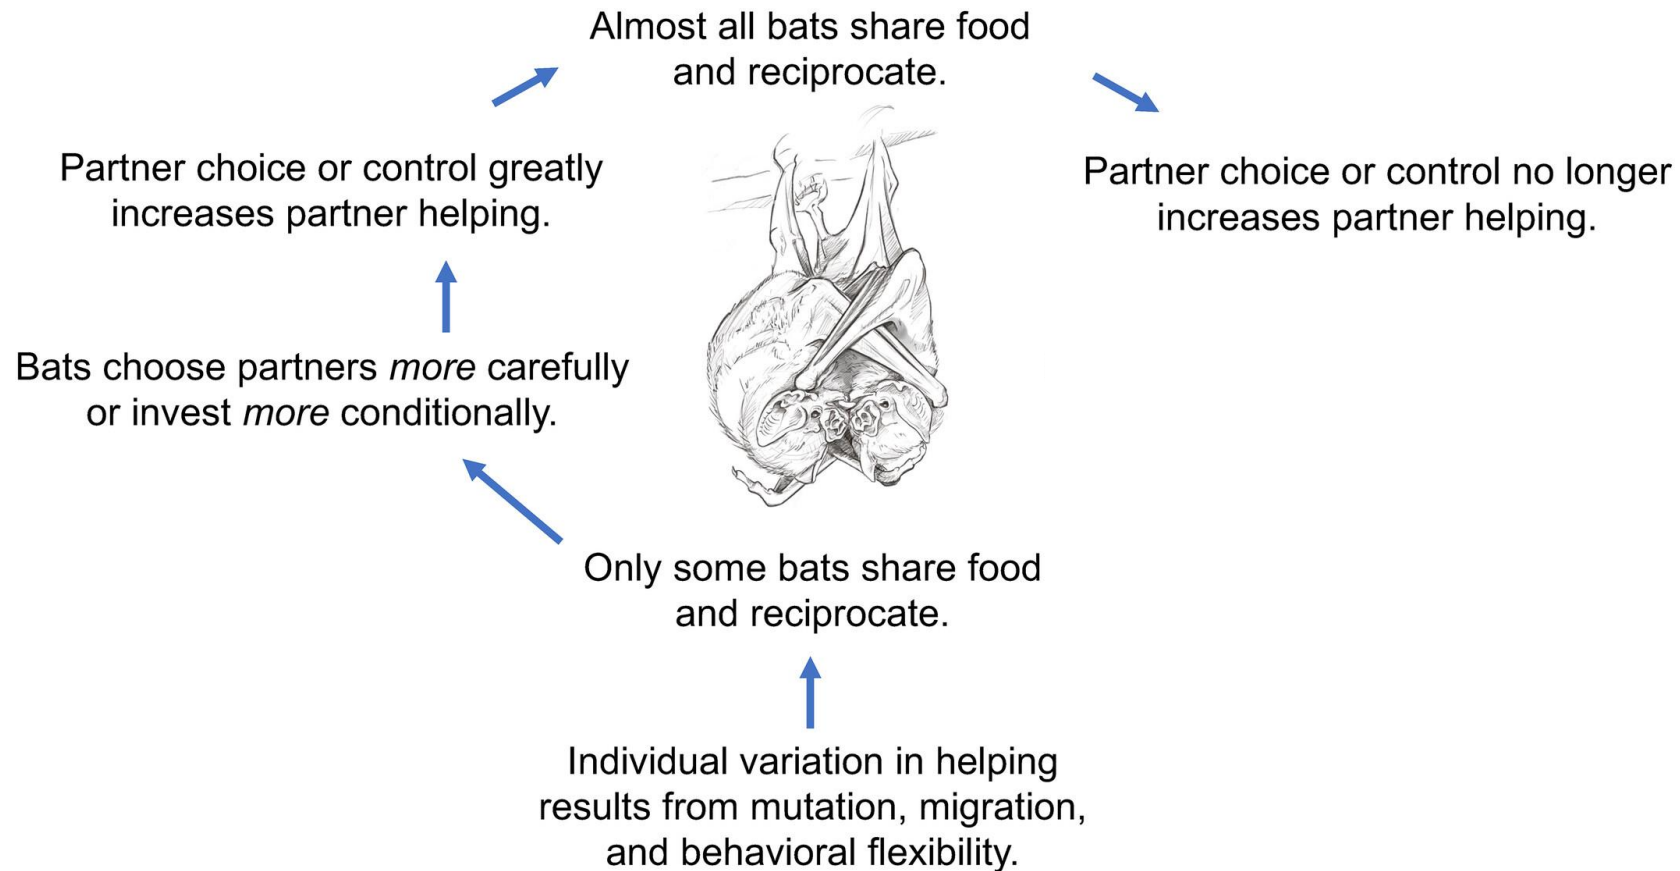 Almost all bats share food
and reciprocate.
Partner choice or control greatly
increases partner helping.
Partner choice or control no longer
increases partner helping.
Bats choose partners more carefully
or invest more conditionally.
Only some bats share food
and reciprocate.
Individual variation in helping
results from mutation, migration,
and behavioral flexibility.